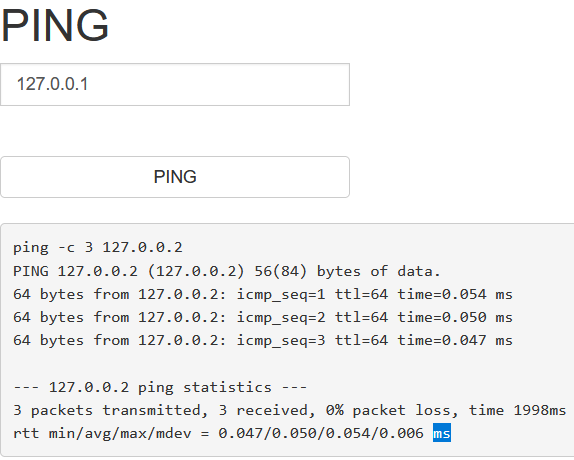 PING
127.0.0.1
PING
ping -c 3 127.0.0.2
PING 127.0.0.2 (127.0.0.2) 56(84) bytes of data.
64 bytes from 127.0.0.2: icmp_seq=1 ttl=64 time=0.054 ms
64 bytes from 127.0.0.2: icmp_seq=2 ttl=64 time=0.050 ms
64 bytes from 127.0.0.2: icmp_seq=3 ttl=64 time=0.047 ms
--- 127.0.0.2 ping statistics ---
3 packets transmitted, 3 received, 0% packet loss, time 1998ms
rtt min/avg/max/mdev = 0.047/0.050/0.054/0.006 ms